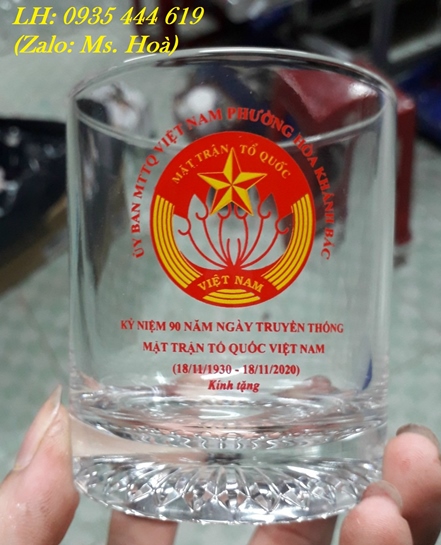 LH: 0935 444 619
(Zalo: Ms. Hoà)
ỦY BAN MTTQ VIỆT NAM PHƯỜNG HÒA KHÁNH BẮC
MẶT TRẬN TỔ QUỐC
VIỆT NAM
KỶ NIỆM 90 NĂM NGÀY TRUYỀN THỐNG
MẶT TRẬN TỔ QUỐC VIỆT NAM
(18/11/1930 - 18/11/2020)
Kính tặng